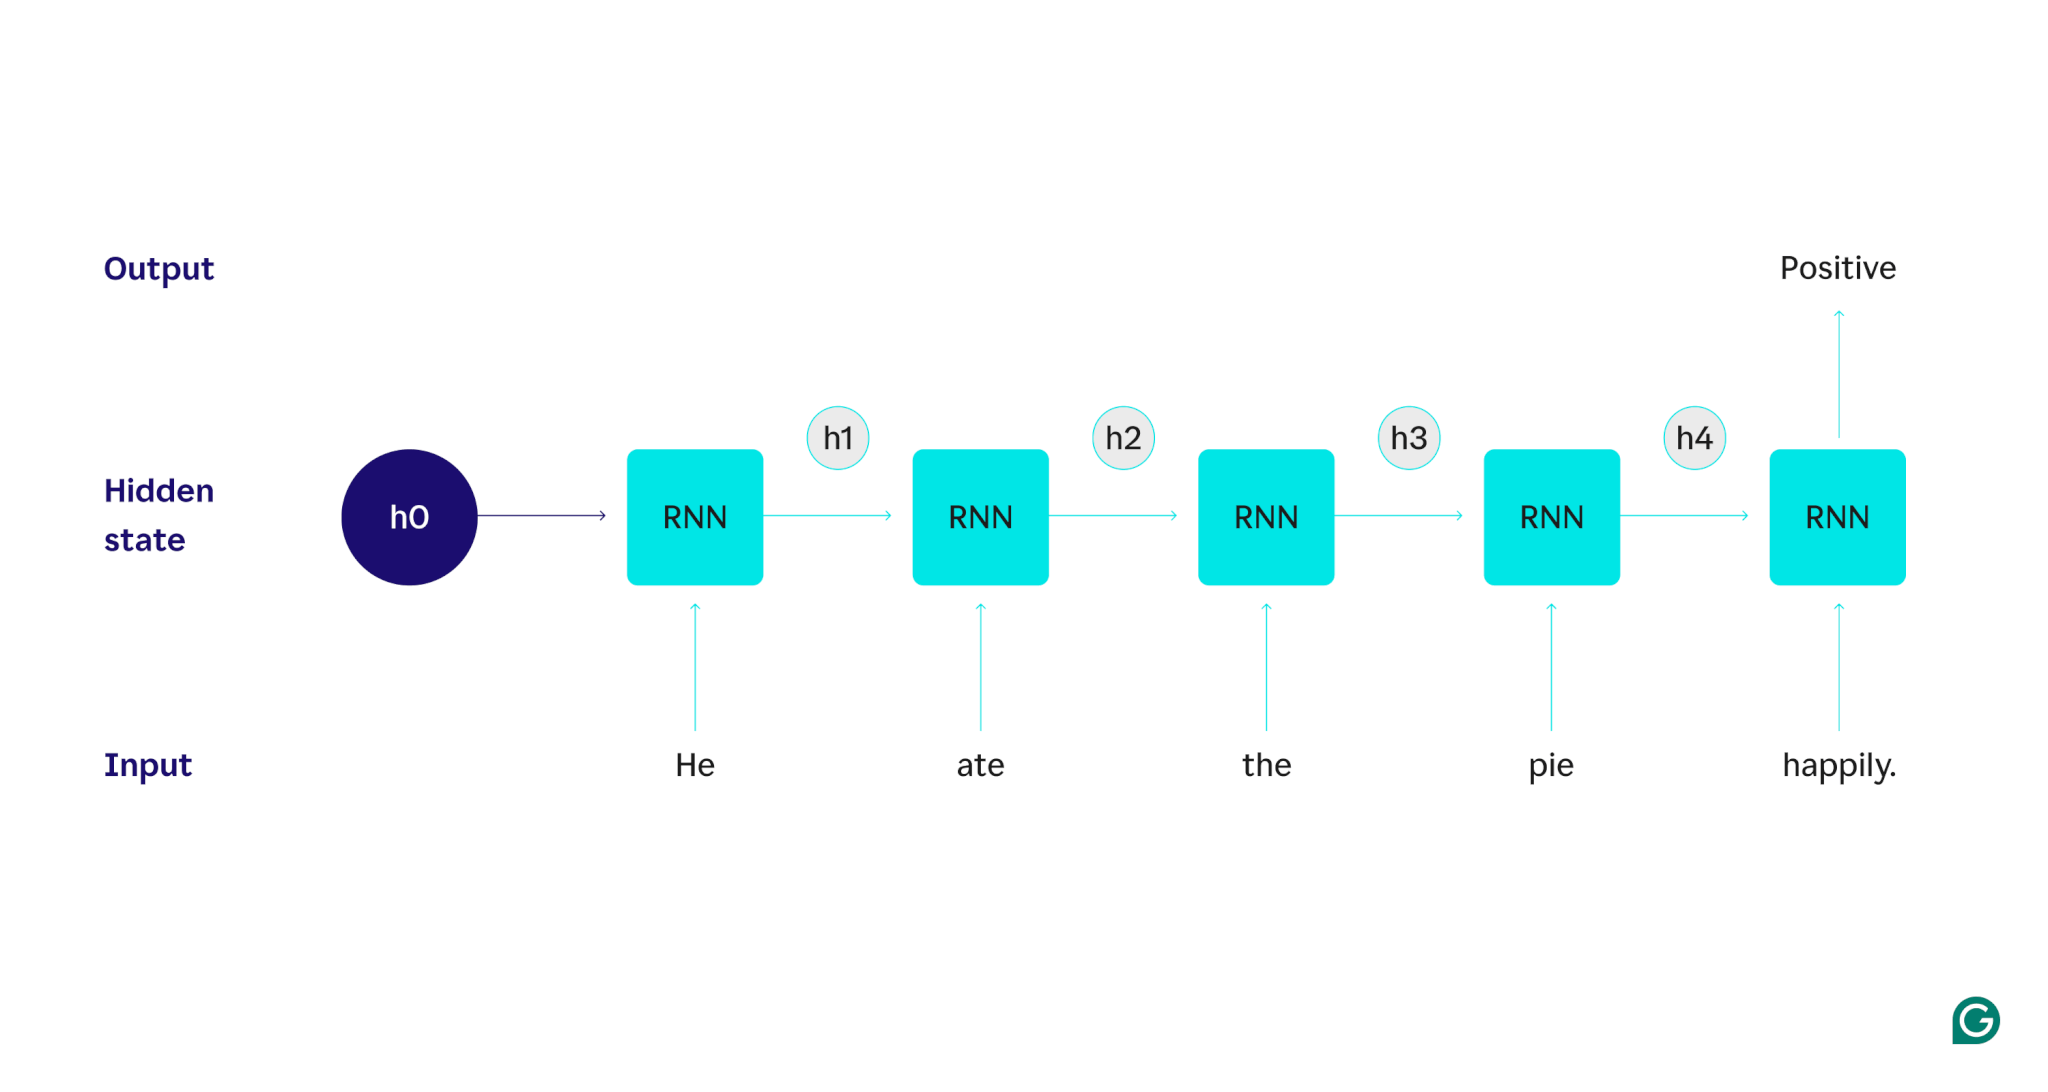 Output
Positive
h1
h2
h3
h4
Hidden
state
h0
RNN
RNN
RNN
RNN
RNN
Input
He
ate
the
pie
happily.
G